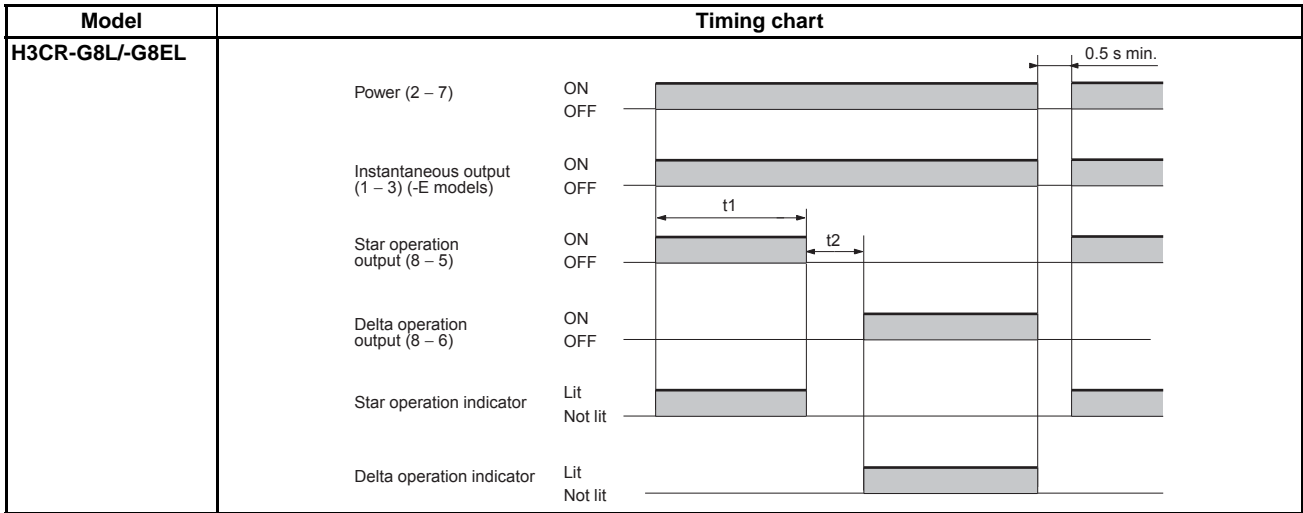 Model
Timing chart
H3CR-G8L/-G8EL
0.5 s min.
Power (2 – 7)
ON
OFF
Instantaneous output
(1 – 3) (-E models)
ON
OFF
t1
Star operation
output (8 – 5)
ON
OFF
t2
Delta operation
output (8 – 6)
ON
OFF
Star operation indicator
Lit
Not lit
Delta operation indicator
Lit
Not lit